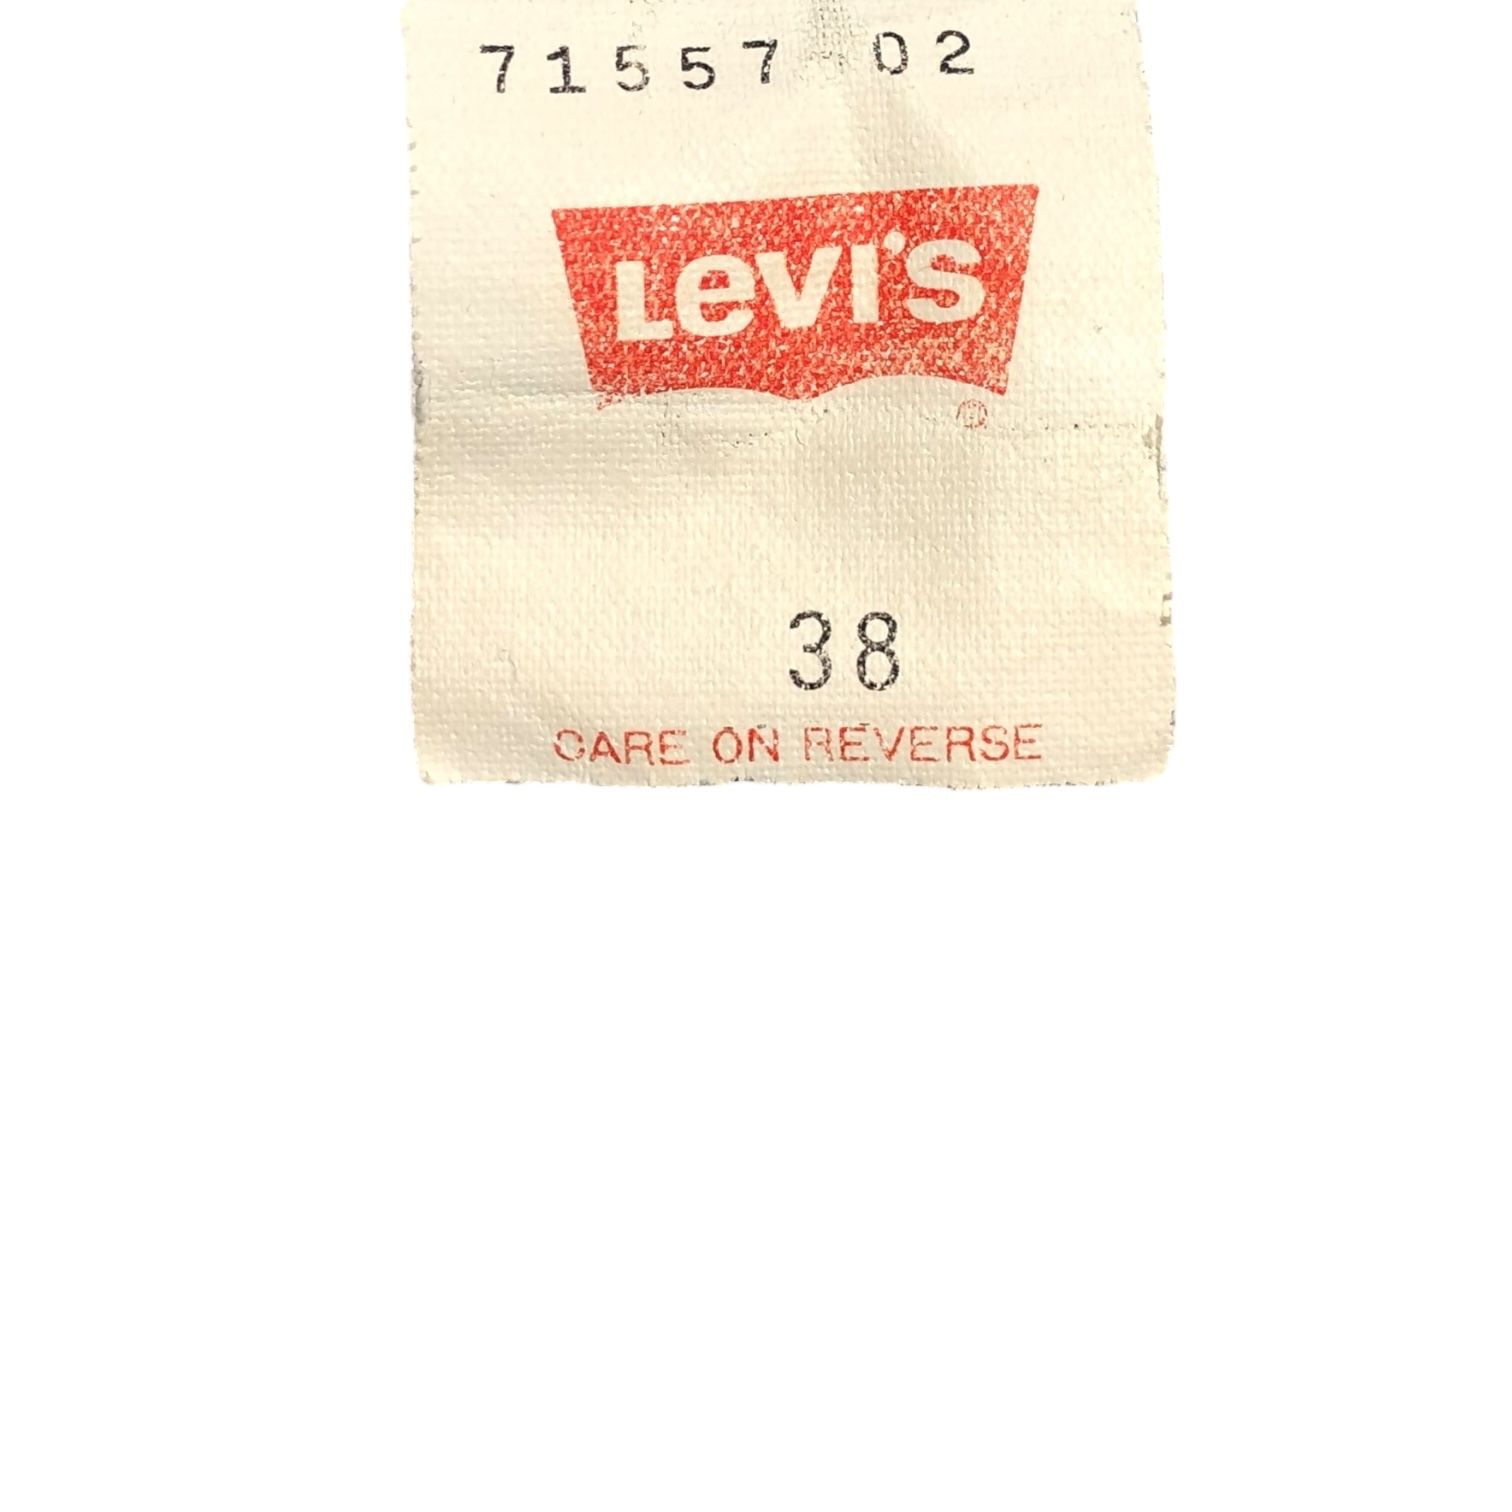 71557 02
Levi's
®
38
CARE ON REVERSE